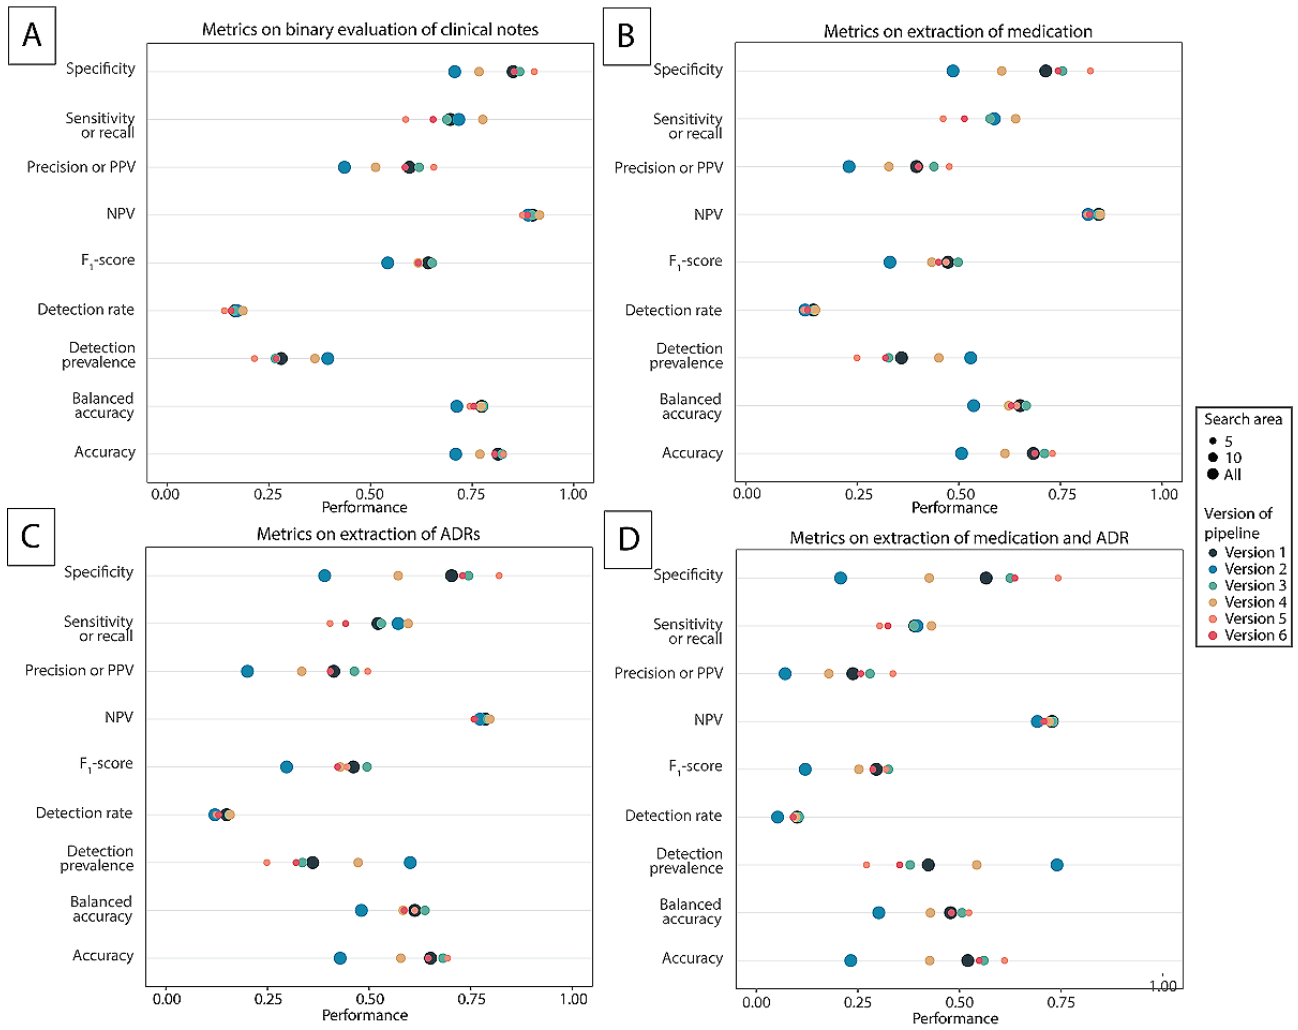 A
Metrics on binary evaluation of clinical notes
Specificity
Sensitivity
or recall
Precision or PPV
NPV
F1-score
Detection rate
Detection
prevalence
Balanced
accuracy
Accuracy
0.00 0.25 0.50 0.75 1.00
Performance
B
Metrics on extraction of medication
Specificity
Sensitivity
or recall
Precision or PPV
NPV
F1-score
Detection rate
Detection
prevalence
Balanced
accuracy
Accuracy
0.00 0.25 0.50 0.75 1.00
Performance
C
Metrics on extraction of ADRs
Specificity
Sensitivity
or recall
Precision or PPV
NPV
F1-score
Detection rate
Detection
prevalence
Balanced
accuracy
Accuracy
0.00 0.25 0.50 0.75 1.00
Performance
D
Metrics on extraction of medication and ADR
Specificity
Sensitivity
or recall
Precision or PPV
NPV
F1-score
Detection rate
Detection
prevalence
Balanced
accuracy
Accuracy
0.00 0.25 0.50 0.75 1.00
Performance
Search area
5
10
All
Version of
pipeline
Version 1
Version 2
Version 3
Version 4
Version 5
Version 6